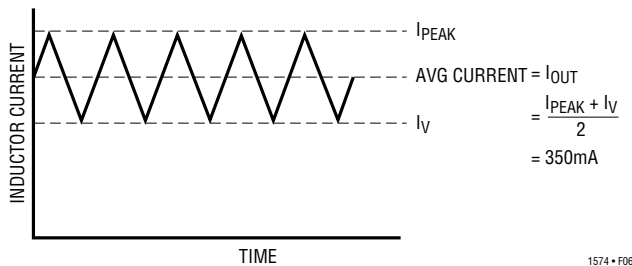 INDUCTOR CURRENT
IPEAK
AVG CURRENT = IOUT
IV
= IPEAK + IV
2
= 350mA
TIME
1574 • F06